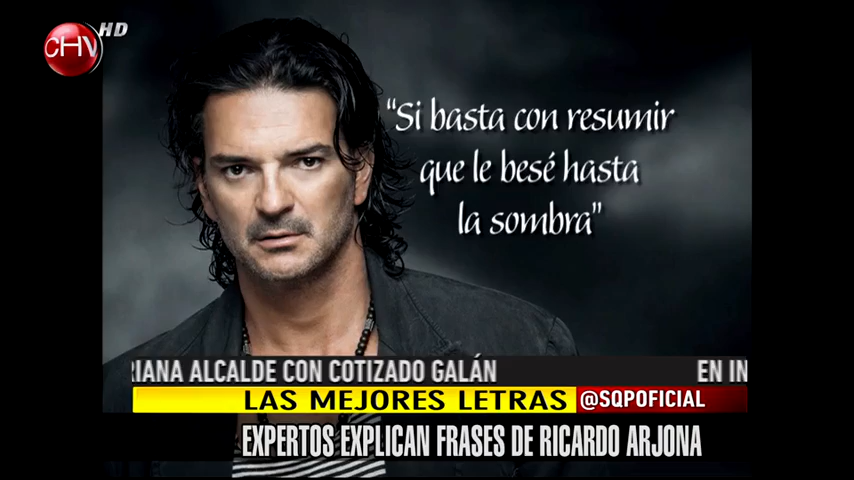 CHV HD
"Si basta con resumir
que le besé hasta
la sombra"
RIANA ALCALDE CON COTIZADO GALÁN EN IN
LAS MEJORES LETRAS @SQPOFICIAL
EXPERTOS EXPLICAN FRASES DE RICARDO ARJONA